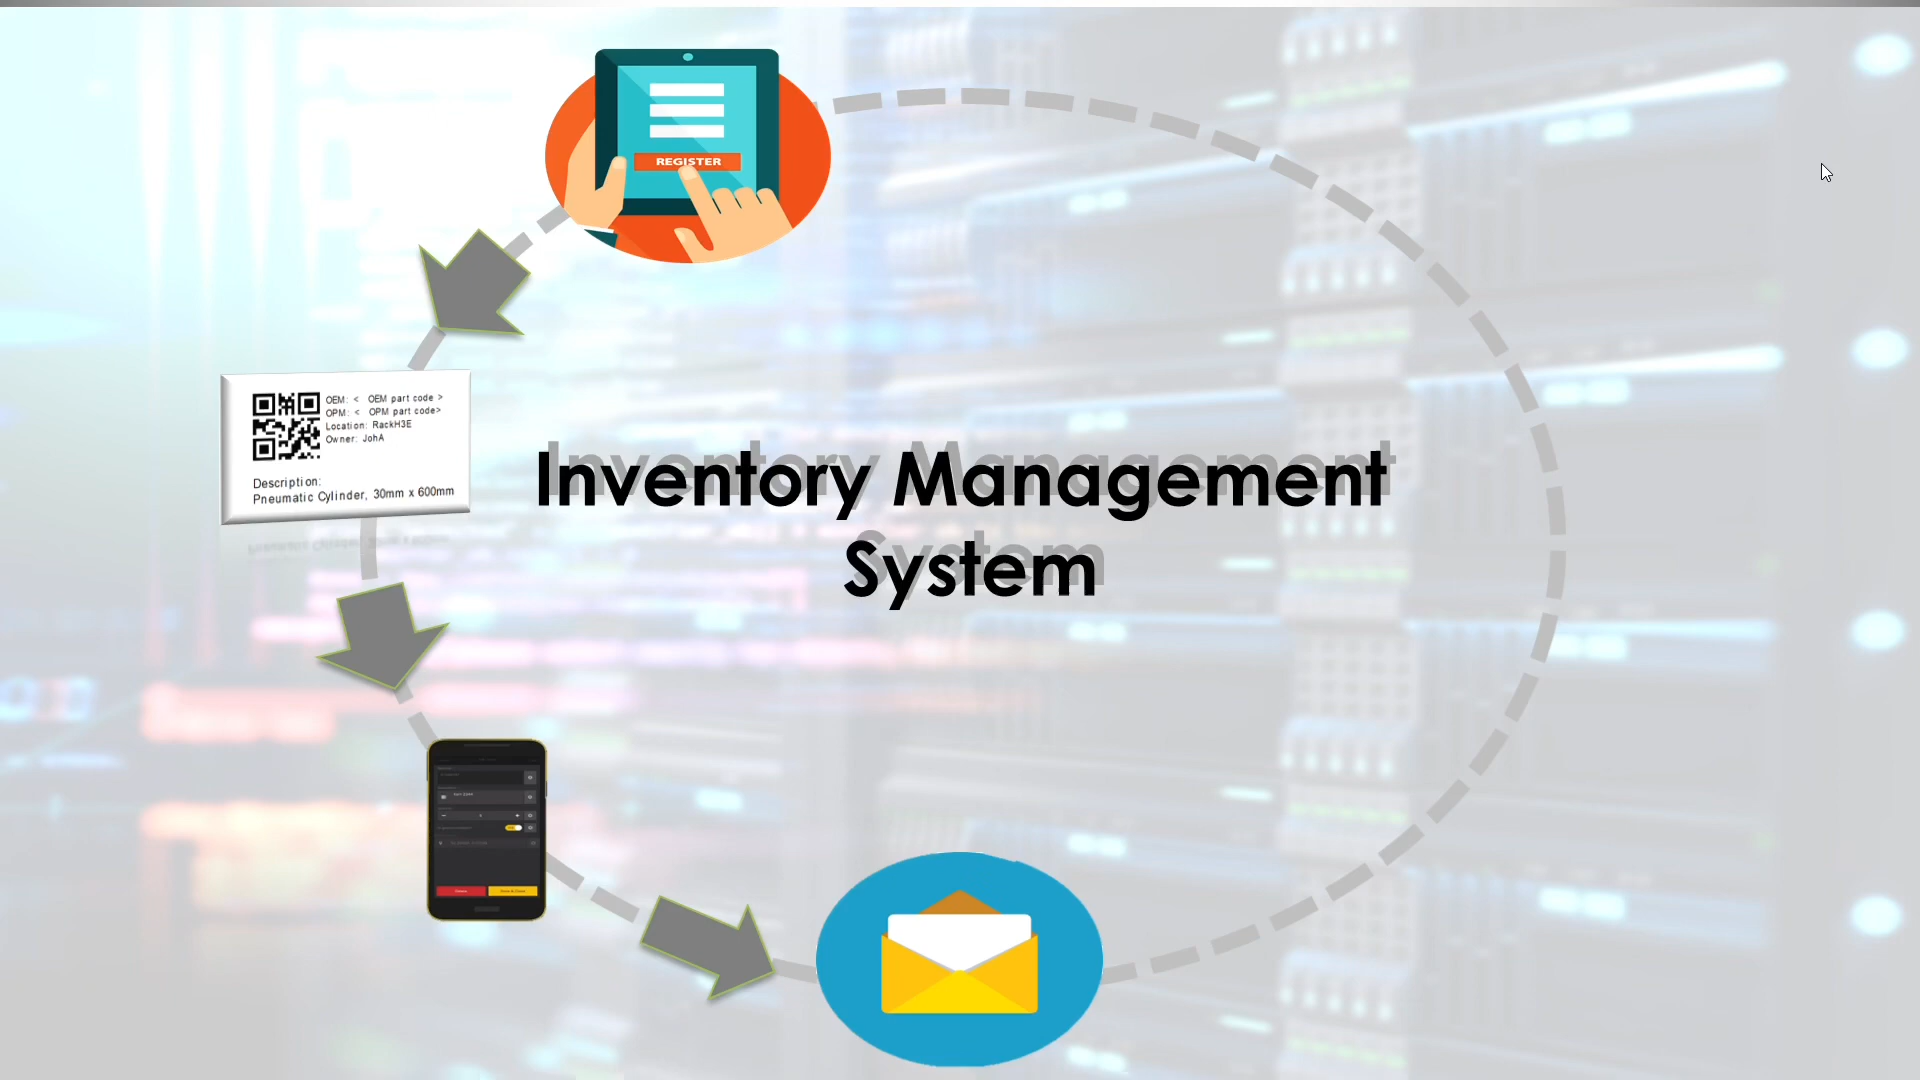 REGISTER
OEM: < OEM part code >
OPM: < OPM part code>
Location: RackH3E
Owner: JohA
Description:
Pneumatic Cylinder, 30mm x 600mm
Inventory Management
System